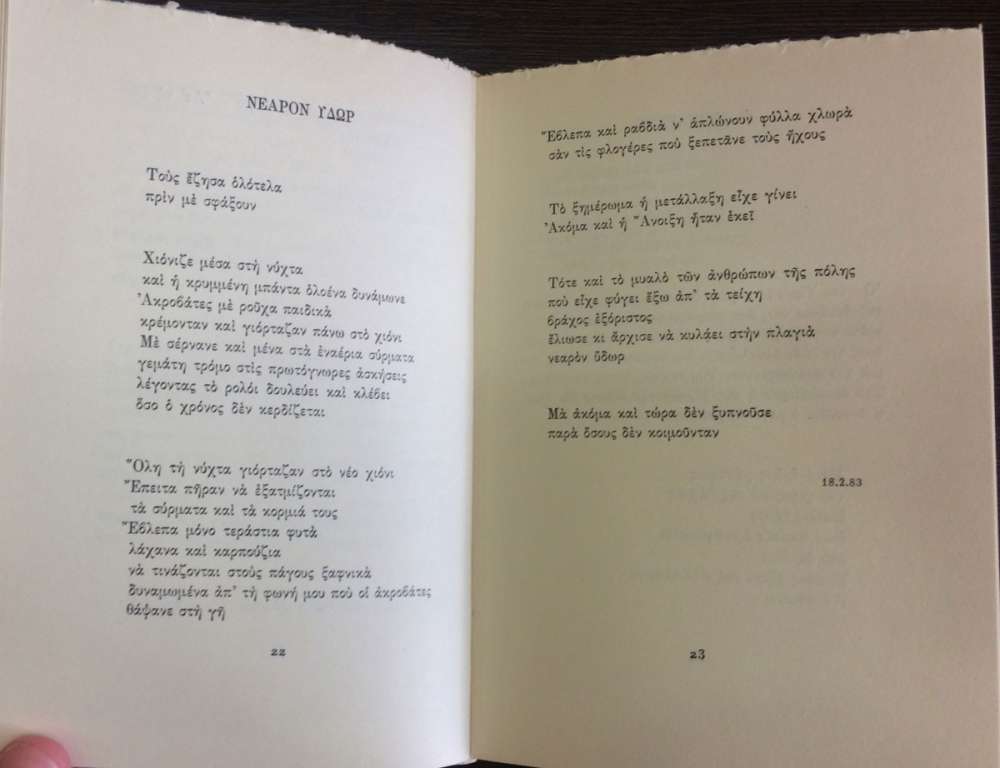 ΝΕΑΡΟΝ ΥΔΩΡ
Τοὺς ἔζησα ὁλότελα
πρὶν μὲ σφάξουν
Χιόνιζε μέσα στὴ νύχτα
καὶ ἡ κρυμμένη μπάντα ὁλοένα δυνάμωνε
Ἀκροβάτες μὲ ροῦχα παιδικὰ
κρέμονταν καὶ γιόρταζαν πάνω στὸ χιόνι
Μὲ σέρνανε καὶ μένα στὰ ἐναέρια σύρματα
γεμάτη τρόμο στὶς πρωτόγνωρες ἀσκήσεις
λέγοντας τὸ ρολόι δουλεύει καὶ κλέβει
ὅσο ὁ χρόνος δὲν κερδίζεται
Ὅλη τὴ νύχτα γιόρταζαν στὸ νέο χιόνι
Ἔπειτα πῆραν νὰ ἐξατμίζονται
τὰ σύρματα καὶ τὰ κορμιά τους
Ἔβλεπα μόνο τεράστια φυτὰ
λάχανα καὶ καρπούζια
νὰ τινάζονται στοὺς πάγους ξαφνικὰ
δυναμωμένα ἀπ' τὴ φωνή μου ποὺ οἱ ἀκροβάτες
θάψανε στὴ γῆ
22
Ἔβλεπα καὶ ραβδιὰ ν' ἁπλώνουν φύλλα χλωρὰ
σὰν τὶς φλογέρες ποὺ ξεπετᾶνε τοὺς ἤχους
Τὸ ξημέρωμα ἡ μετάλλαξη εἶχε γίνει
Ἀκόμα καὶ ἡ Ἄνοιξη ἦταν ἐκεῖ
Τότε καὶ τὸ μυαλὸ τῶν ἀνθρώπων τῆς πόλης
ποὺ εἶχε φύγει ἔξω ἀπ' τὰ τείχη
βράχος ἐξόριστος
ἔλιωσε κι ἄρχισε νὰ κυλάει στὴν πλαγιὰ
νεαρὸν ὕδωρ
Μὰ ἀκόμα καὶ τώρα δὲν ξυπνοῦσε
παρὰ ὅσους δὲν κοιμοῦνταν
18.2.83
23